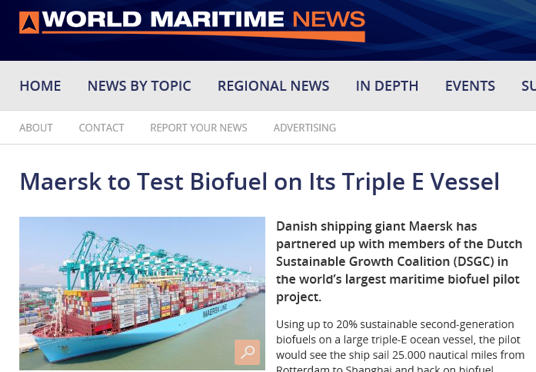 WORLD MARITIME NEWS
HOME NEWS BY TOPIC REGIONAL NEWS IN DEPTH EVENTS SU
ABOUT CONTACT REPORT YOUR NEWS ADVERTISING
Maersk to Test Biofuel on Its Triple E Vessel
MAERSK LINE
Danish shipping giant Maersk has
partnered up with members of the Dutch
Sustainable Growth Coalition (DSGC) in
the world’s largest maritime biofuel pilot
project.
Using up to 20% sustainable second-generation
biofuels on a large triple-E ocean vessel, the pilot
would see the ship sail 25.000 nautical miles from
Rotterdam to Shanghai and back on biofuel